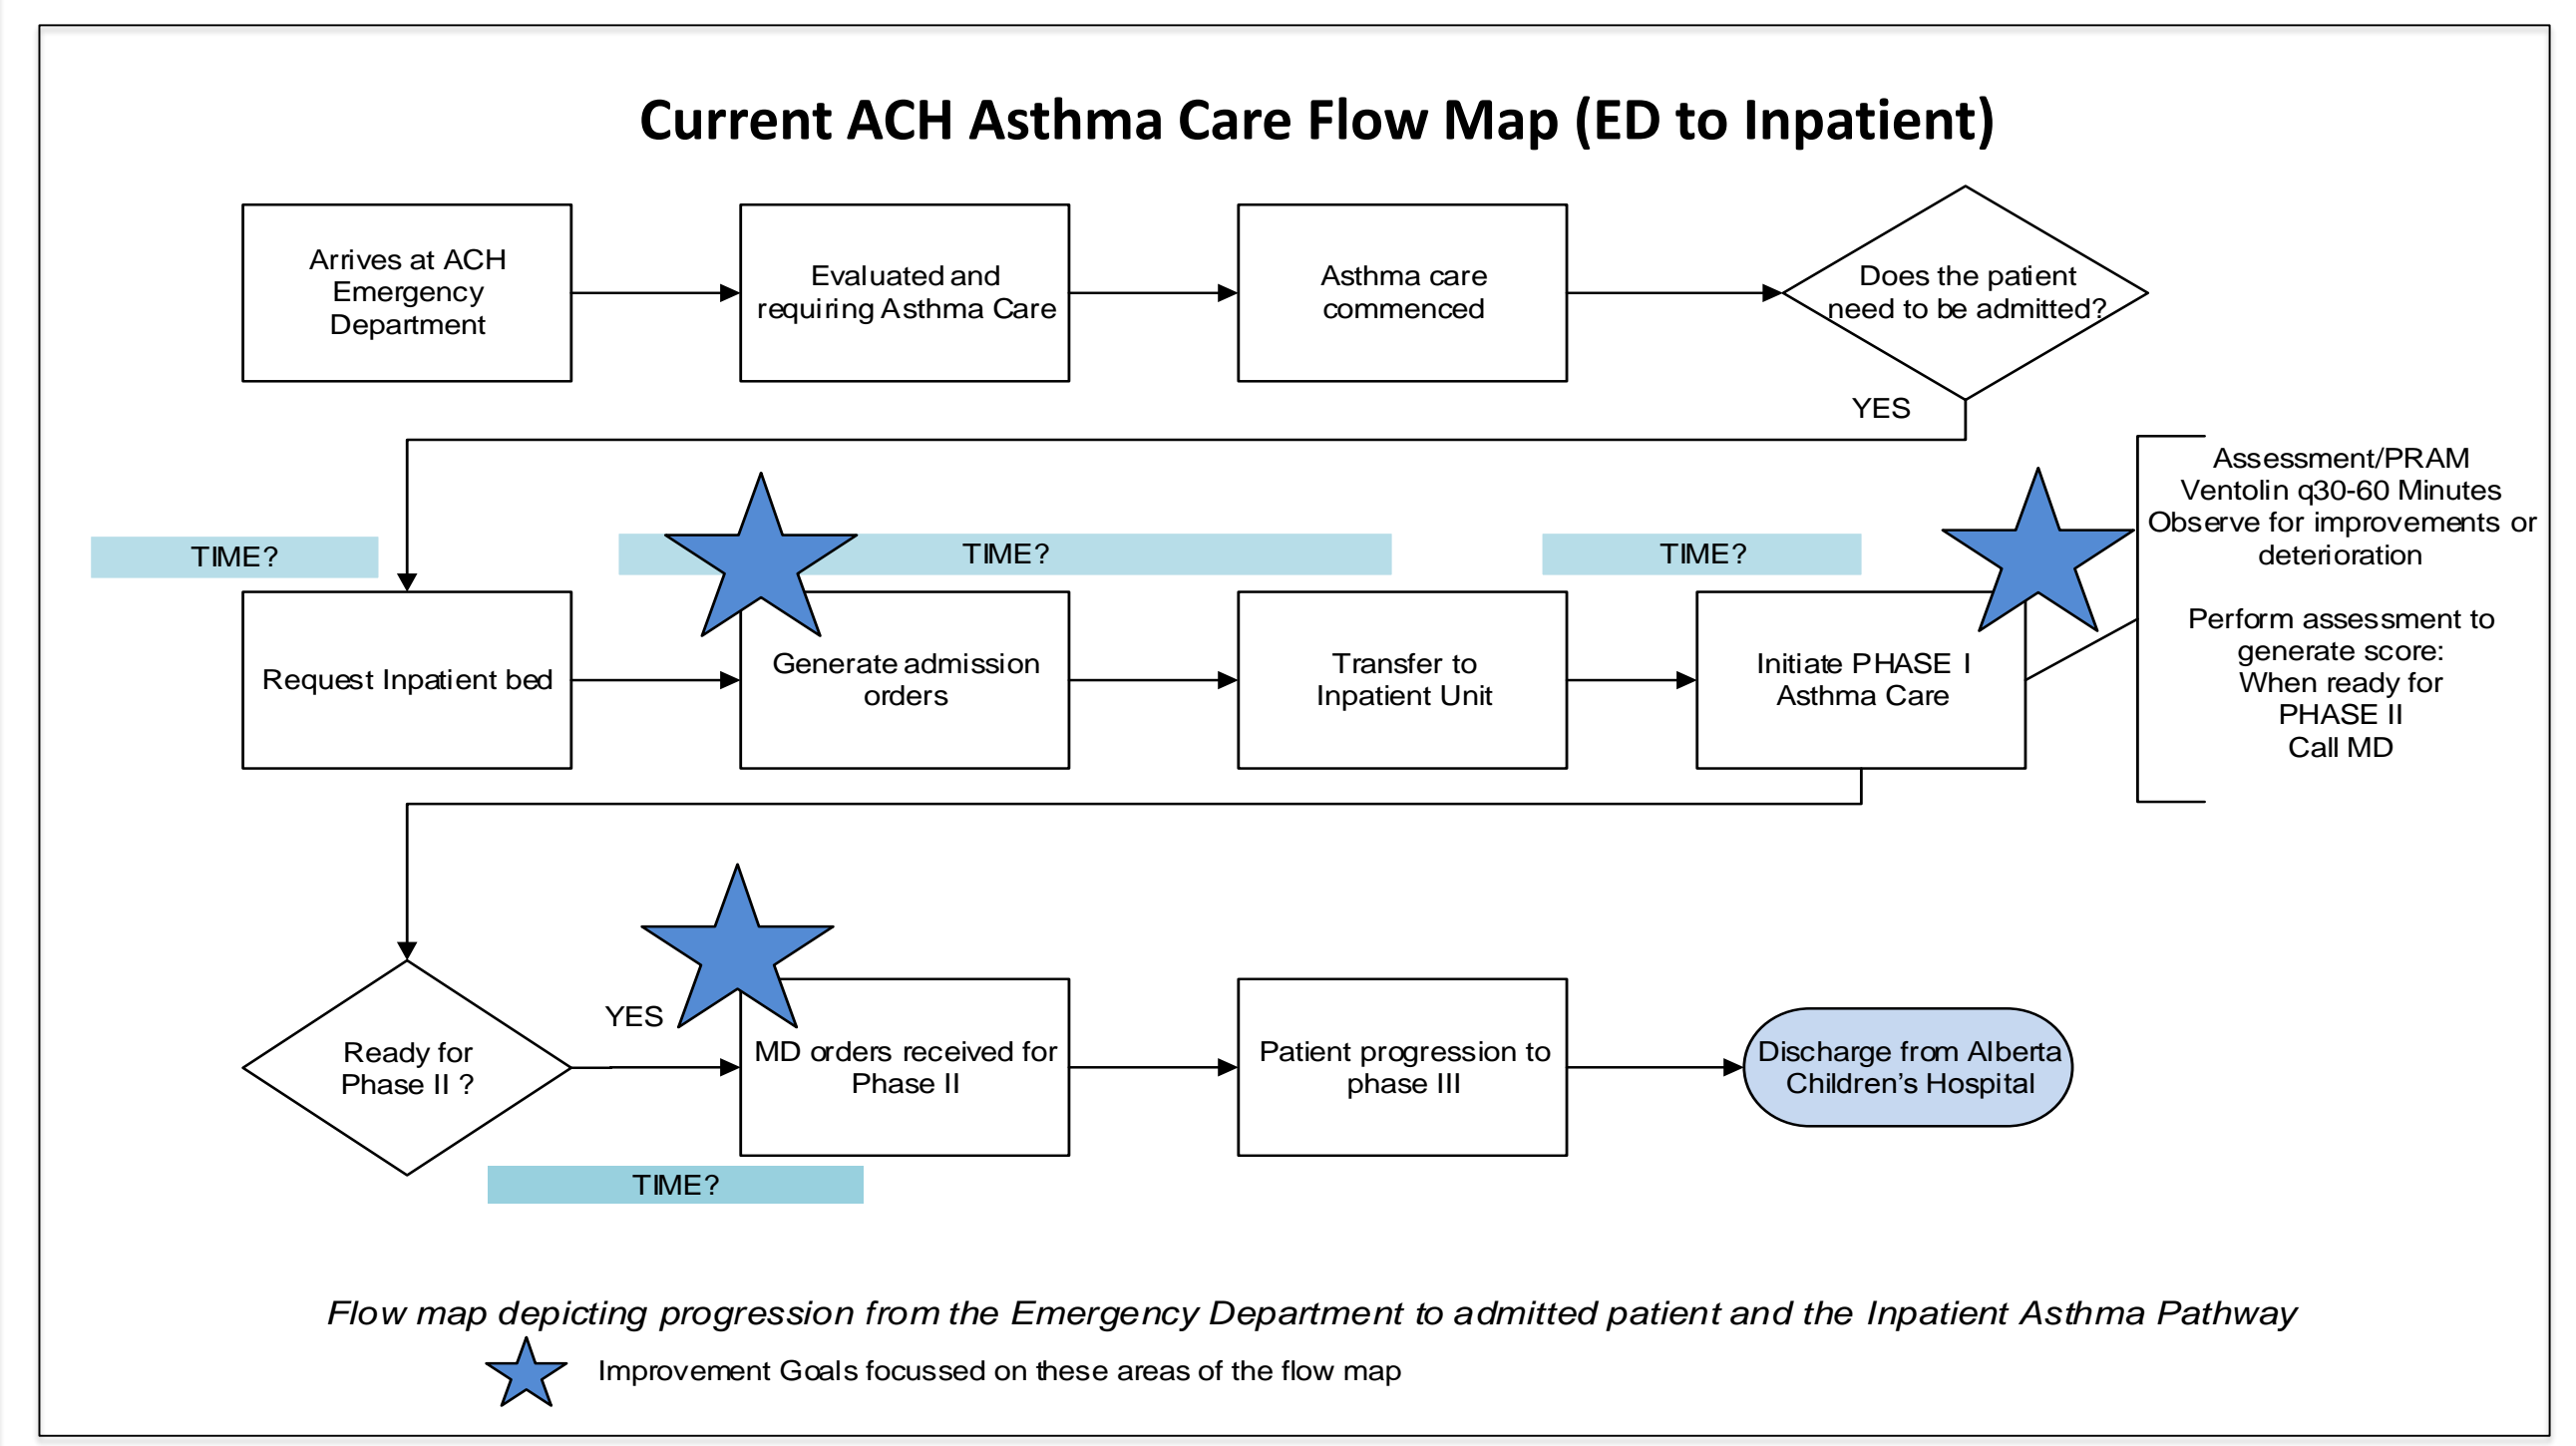 Current ACH Asthma Care Flow Map (ED to Inpatient)
Arrives at ACH
Emergency
Department
Evaluated and
requiring Asthma Care
Asthma care
commenced
Does the patient
need to be admitted?
YES
TIME?
TIME?
TIME?
Request Inpatient bed
Generate admission
orders
Transfer to
Inpatient Unit
Initiate PHASE I
Asthma Care
Assessment/PRAM
Ventolin q30-60 Minutes
Observe for improvements or
deterioration
Perform assessment to
generate score:
When ready for
PHASE II
Call MD
Ready for
Phase II ?
YES
MD orders received for
Phase II
TIME?
Patient progression to
phase III
Discharge from Alberta
Children’s Hospital
Flow map depicting progression from the Emergency Department to admitted patient and the Inpatient Asthma Pathway
Improvement Goals focussed on these areas of the flow map